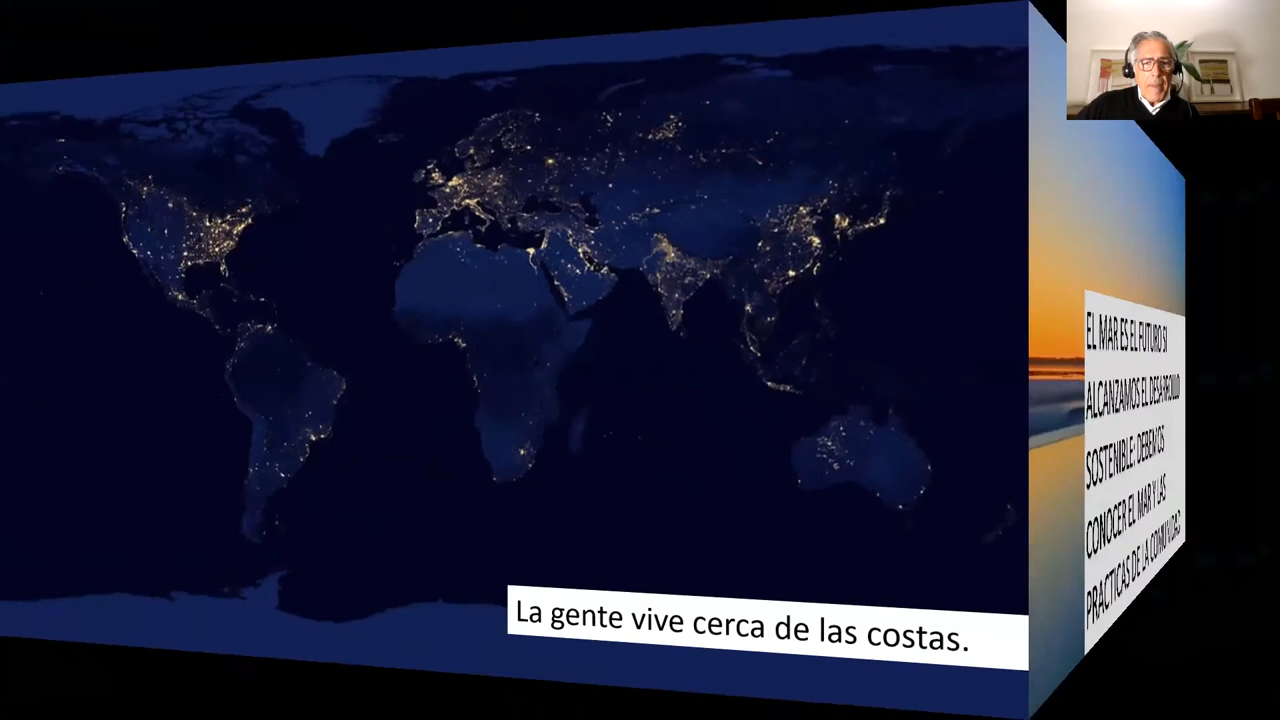 La gente vive cerca de las costas.
EL MAR ES EL FUTURO SI
ALCANZAMOS EL DESARROLLO
SOSTENIBLE: DEBEMOS
CONOCER EL MAR Y LAS
PRACTICAS DE LA COMUNIDAD